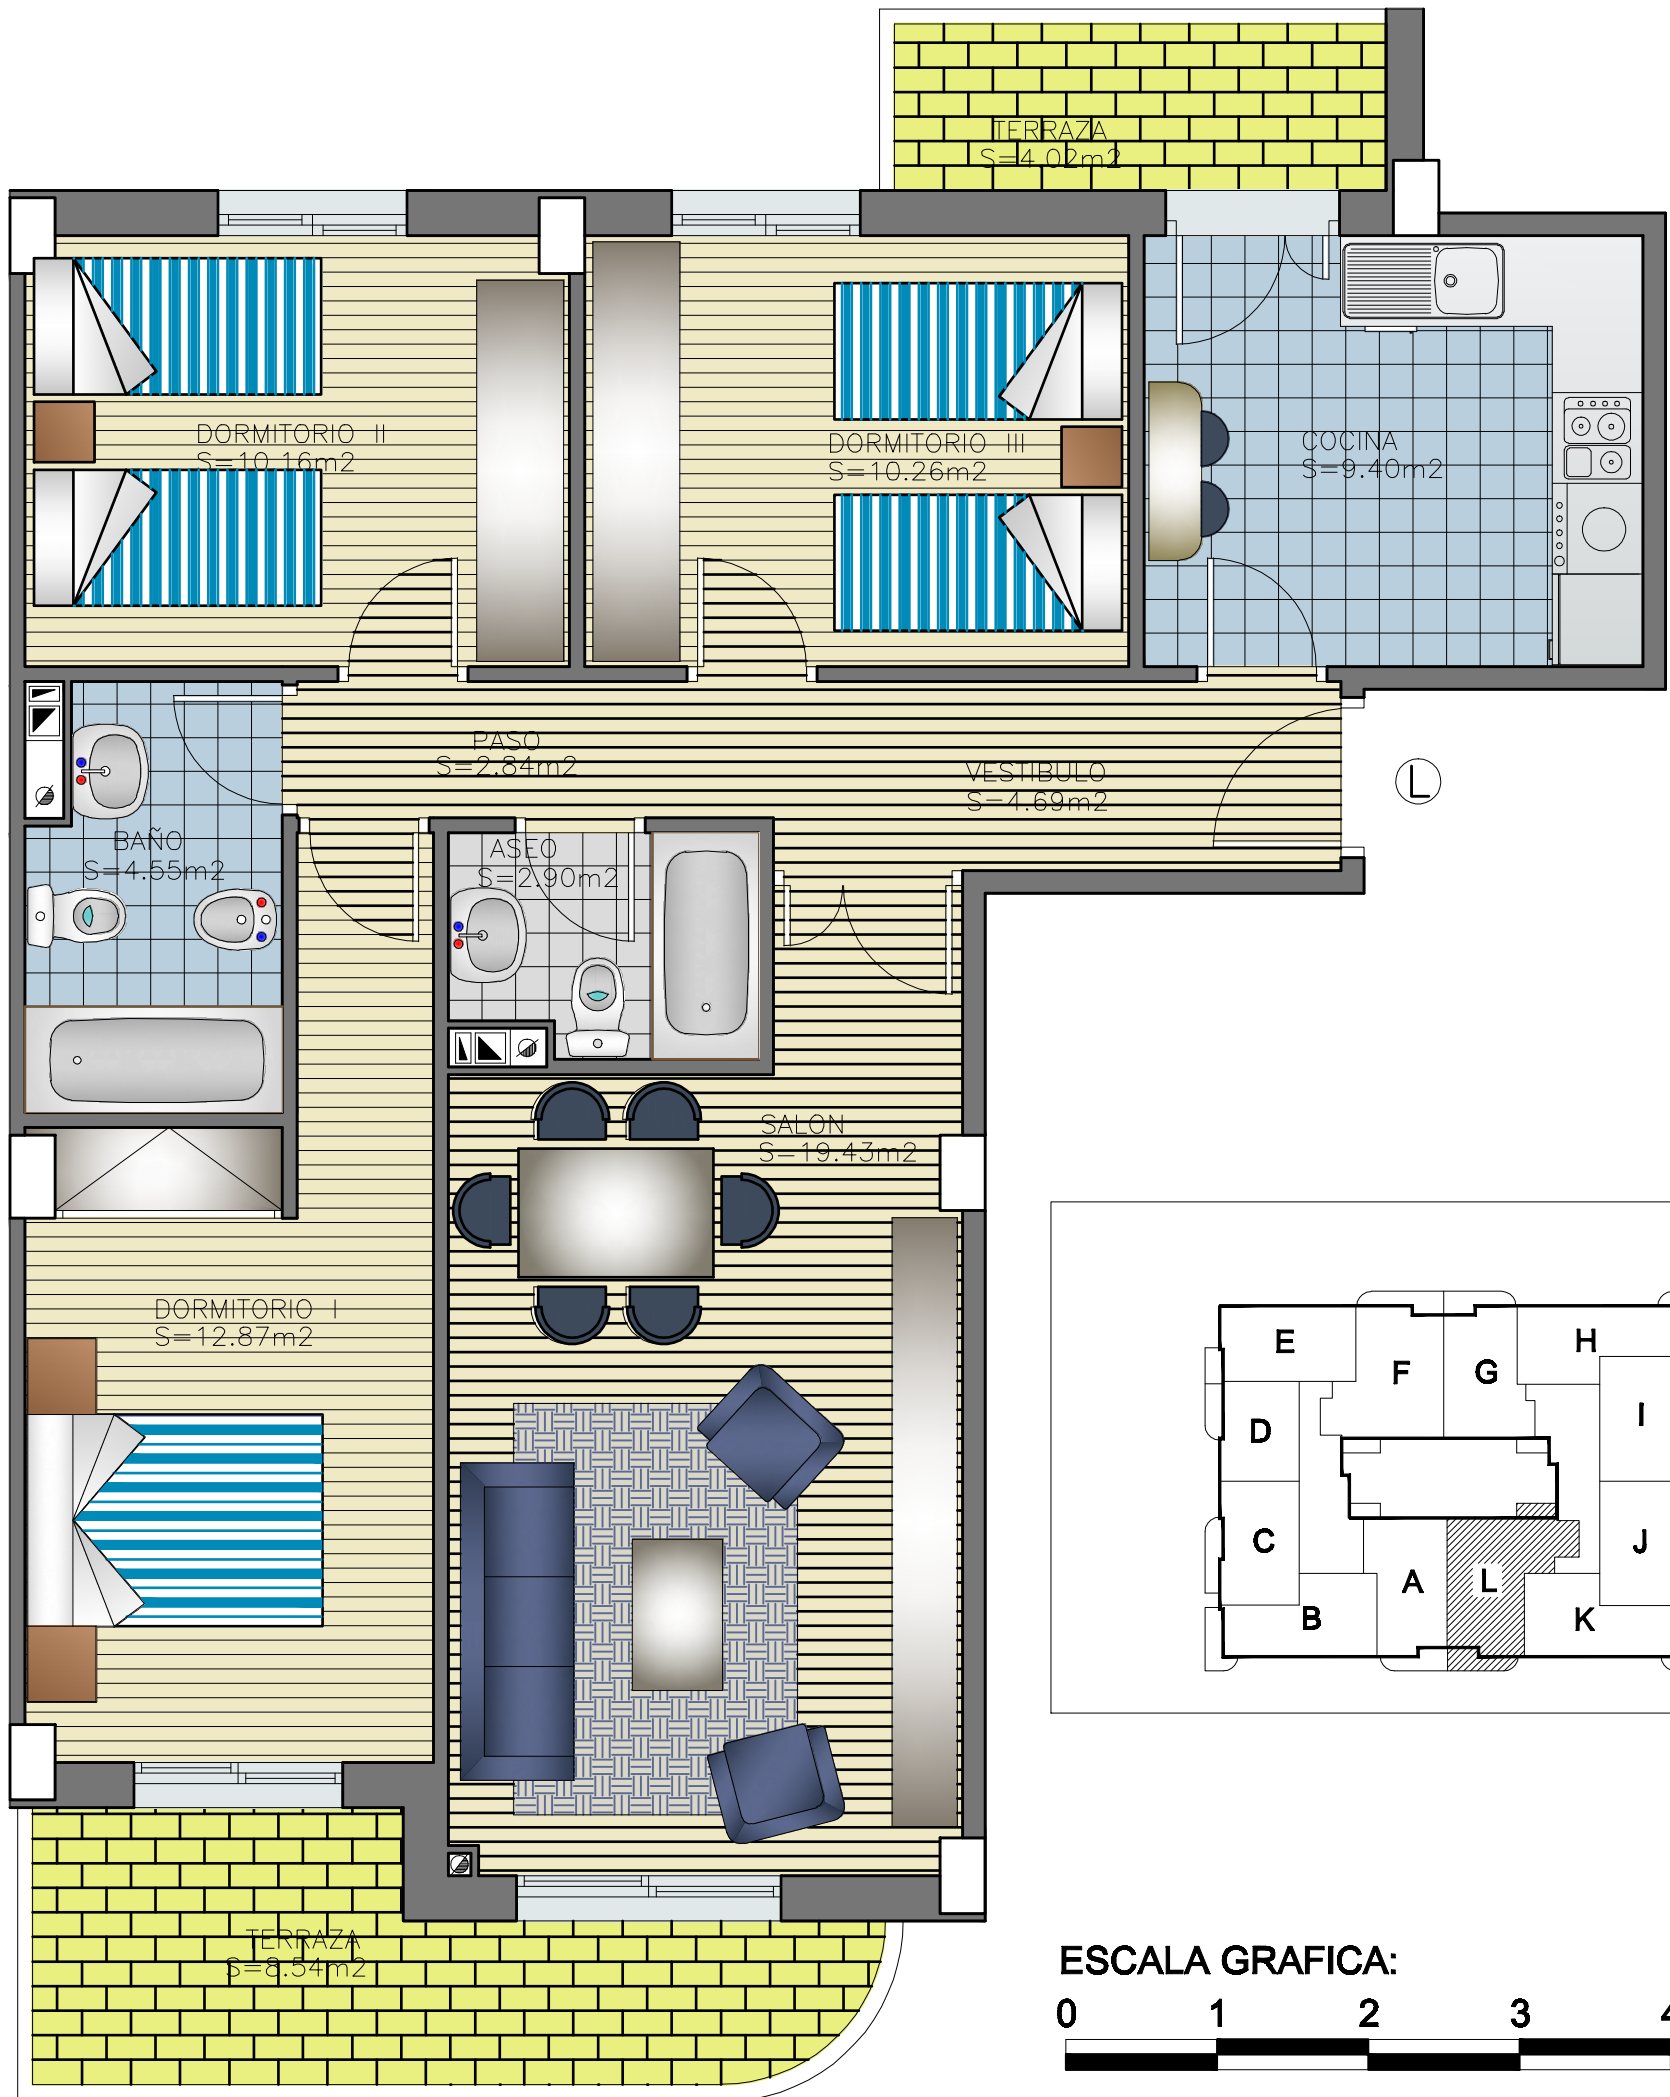 TERRAZA
S=4.02m2
DORMITORIO II
S=10.16m2
DORMITORIO III
S=10.26m2
COCINA
S=9.40m2
PASO
S=2.84m2
VESTIBULO
S=4.69m2
L
BAÑO
S=4.55m2
ASEO
S=2.90m2
SALON
S=19.43m2
DORMITORIO I
S=12.87m2
E
F
G
H
D
I
C
A
L
J
B
K
TERRAZA
S=8.54m2
ESCALA GRAFICA:
0 1 2 3 4